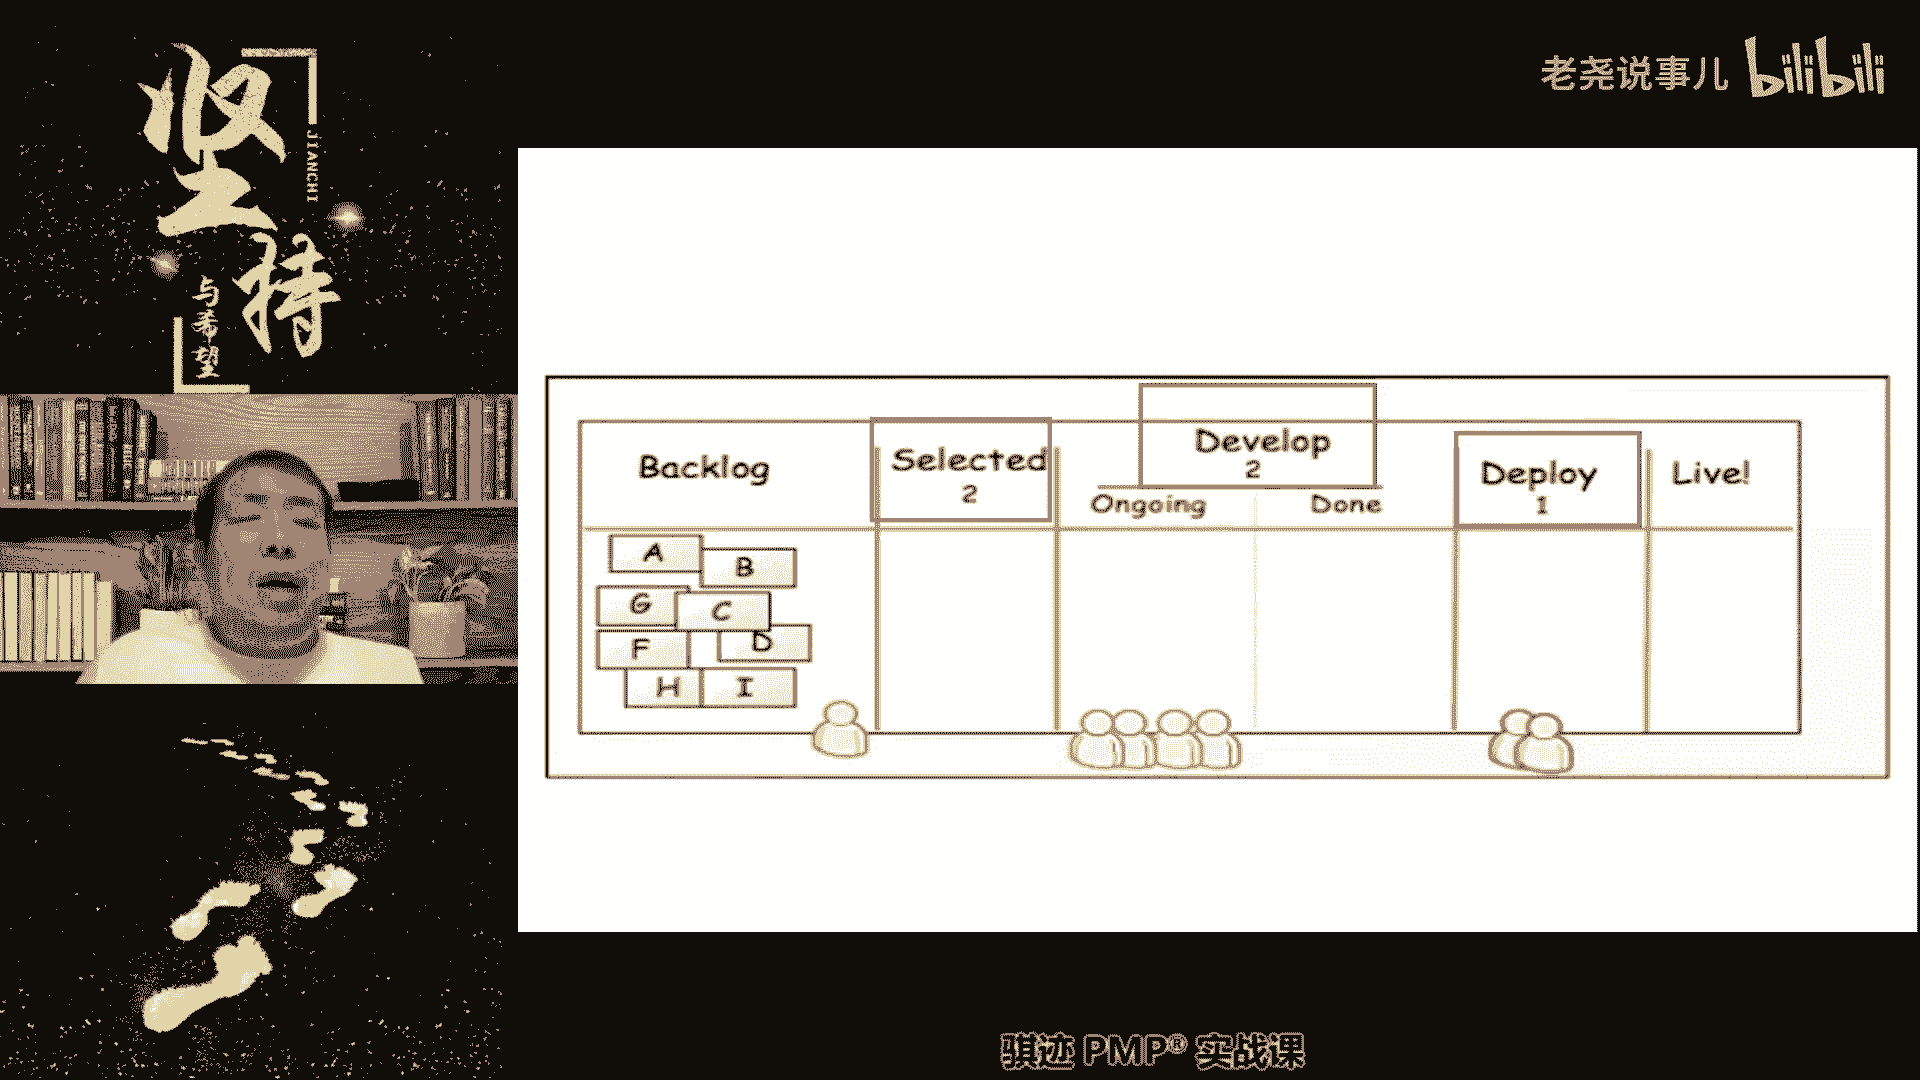 坚持
JIANCHI
与希望
老尧说事儿 bilibili
Backlog
Selected
2
Develop
2
Ongoing
Done
Deploy
1
Live!
A
B
G
C
F
D
H
I
骐迹 PMP® 实战课